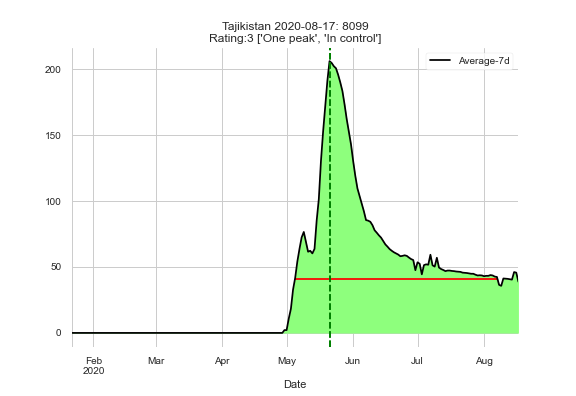 Tajikistan 2020-08-17: 8099
Rating:3 ['One peak', 'In control']
Average-7d
200
150
100
50
0
Feb
2020
Mar
Apr
May
Jun
Jul
Aug
Date